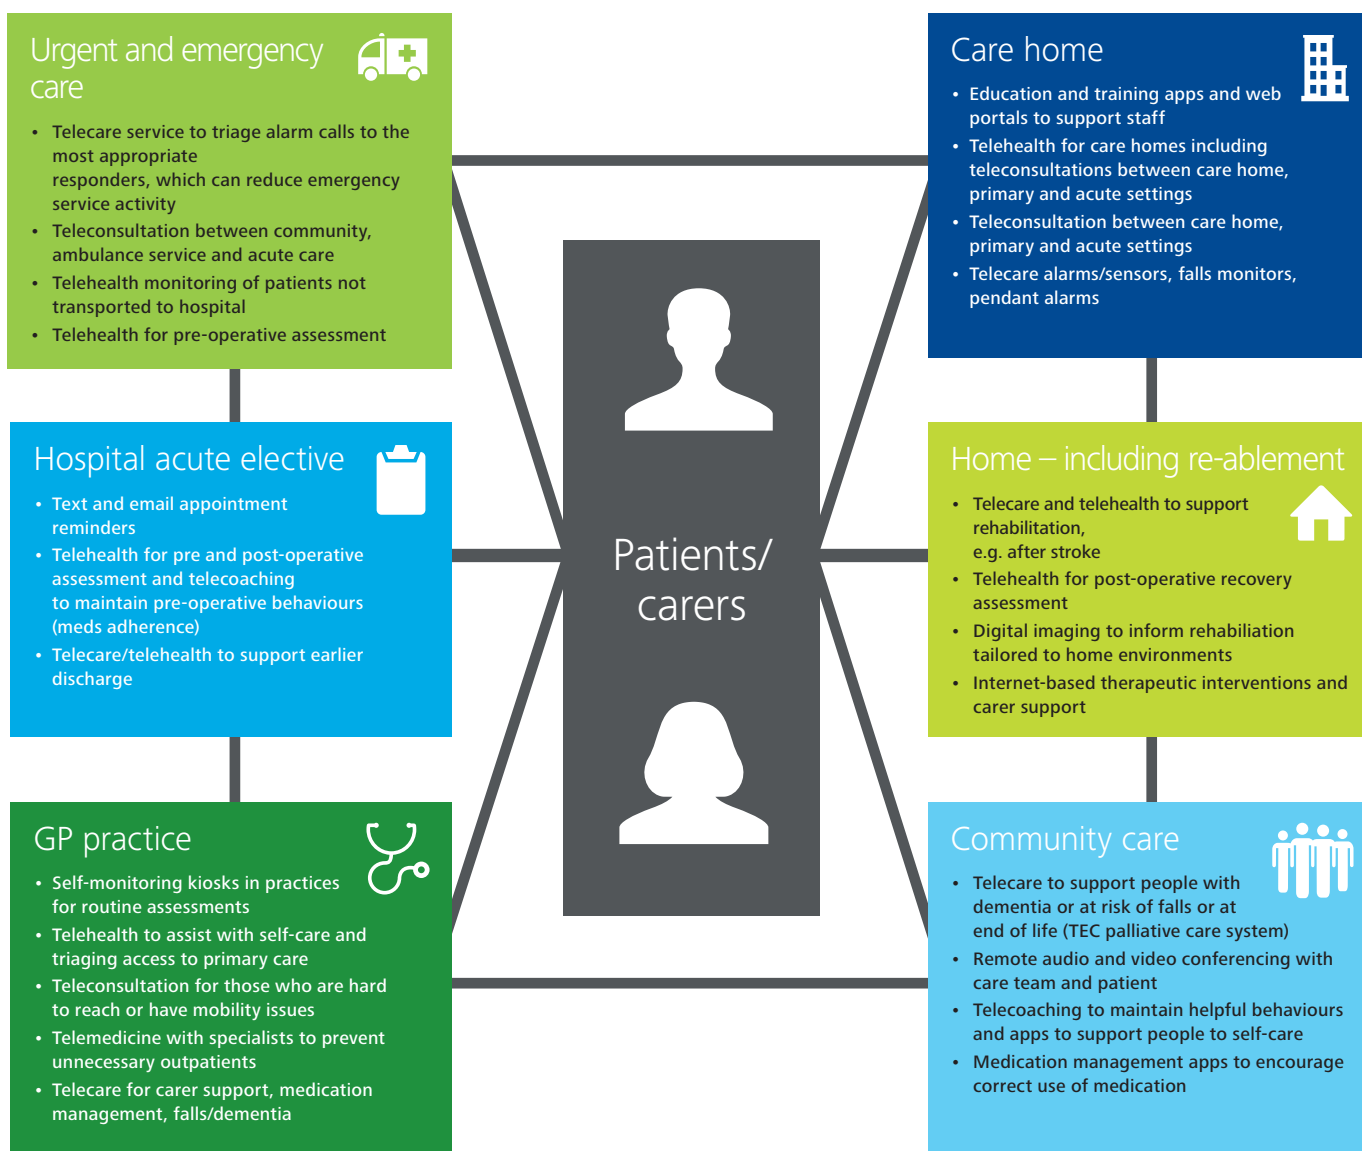 Urgent and emergency
care
• Telecare service to triage alarm calls to the
most appropriate
responders, which can reduce emergency
service activity
• Teleconsultation between community,
ambulance service and acute care
• Telehealth monitoring of patients not
transported to hospital
• Telehealth for pre-operative assessment
Hospital acute elective
• Text and email appointment
reminders
• Telehealth for pre and post-operative
assessment and telecoaching
to maintain pre-operative behaviours
(meds adherence)
• Telecare/telehealth to support earlier
discharge
GP practice
• Self-monitoring kiosks in practices
for routine assessments
• Telehealth to assist with self-care and
triaging access to primary care
• Teleconsultation for those who are hard
to reach or have mobility issues
• Telemedicine with specialists to prevent
unnecessary outpatients
• Telecare for carer support, medication
management, falls/dementia
Patients/
carers
Care home
• Education and training apps and web
portals to support staff
• Telehealth for care homes including
teleconsultations between care home,
primary and acute settings
• Teleconsultation between care home,
primary and acute settings
• Telecare alarms/sensors, falls monitors,
pendant alarms
Home – including re-ablement
• Telecare and telehealth to support
rehabilitation,
e.g. after stroke
• Telehealth for post-operative recovery
assessment
• Digital imaging to inform rehabiliation
tailored to home environments
• Internet-based therapeutic interventions and
carer support
Community care
• Telecare to support people with
dementia or at risk of falls or at
end of life (TEC palliative care system)
• Remote audio and video conferencing with
care team and patient
• Telecoaching to maintain helpful behaviours
and apps to support people to self-care
• Medication management apps to encourage
correct use of medication